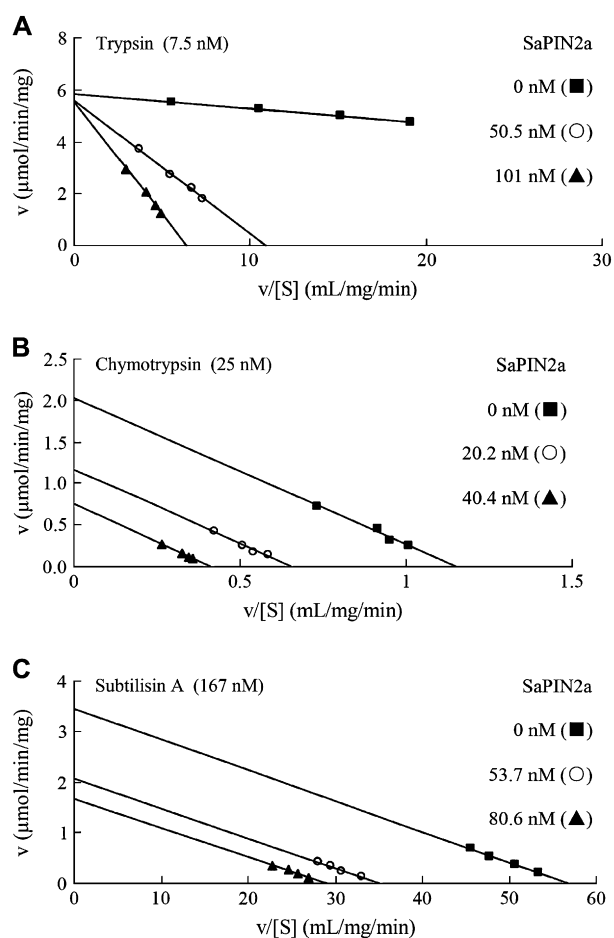 A
Trypsin (7.5 nM)
SaPIN2a
0 nM (■)
50.5 nM (○)
101 nM (▲)
8
6
4
2
0
0
10
20
30
v (µmol/min/mg)
v/[S] (mL/mg/min)
B
Chymotrypsin (25 nM)
SaPIN2a
0 nM (■)
20.2 nM (○)
40.4 nM (▲)
2.5
2.0
1.5
1.0
0.5
0.0
0
0.5
1
1.5
v (µmol/min/mg)
v/[S] (mL/mg/min)
C
Subtilisin A (167 nM)
SaPIN2a
0 nM (■)
53.7 nM (○)
80.6 nM (▲)
4
3
2
1
0
0
10
20
30
40
50
60
v (µmol/min/mg)
v/[S] (mL/mg/min)